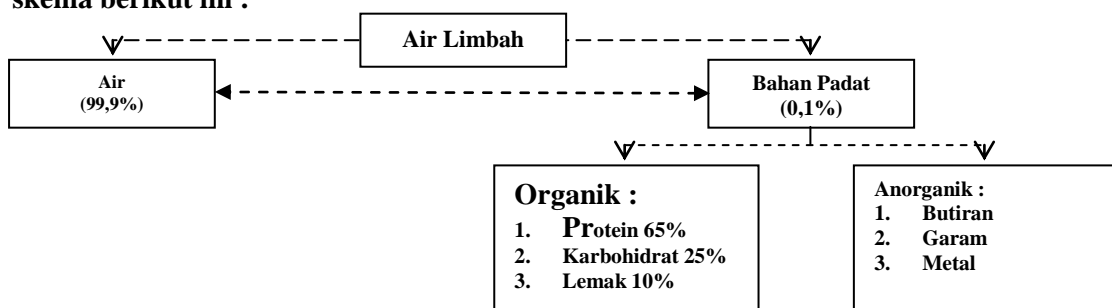 skema berikut ini :
Air Limbah
Air
(99,9%)
Bahan Padat
(0,1%)
Organik :
1. Protein 65%
2. Karbohidrat 25%
3. Lemak 10%
Anorganik :
1. Butiran
2. Garam
3. Metal